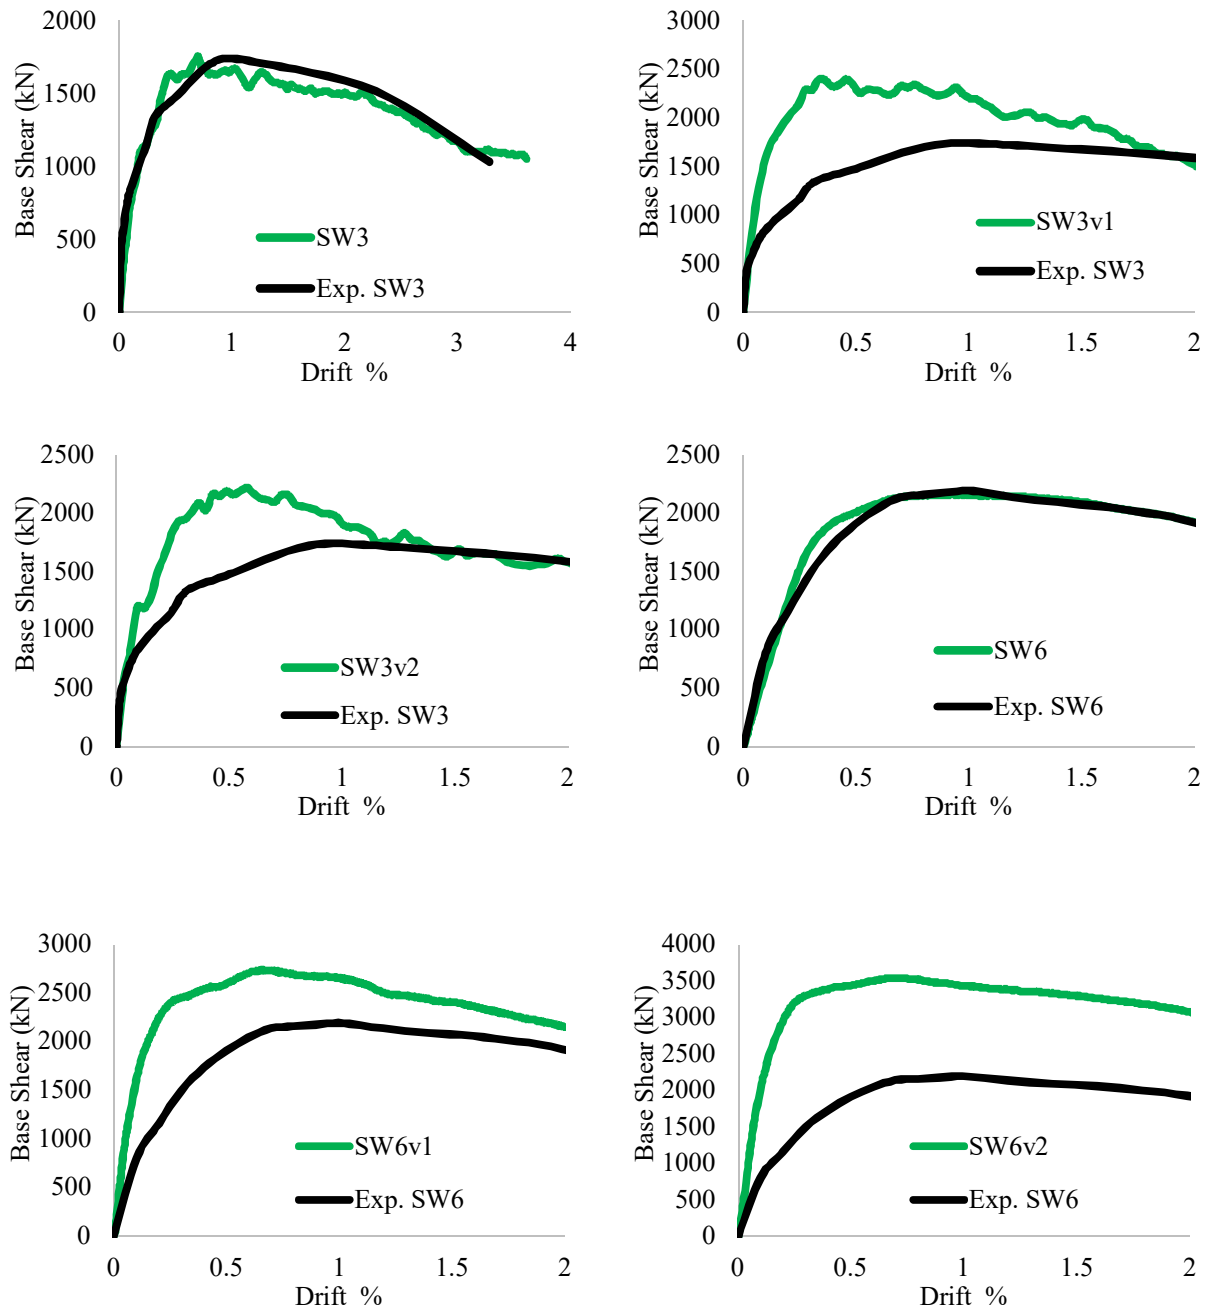 Base Shear (kN)
2000
1500
1000
500
0
SW3
Exp. SW3
0 1 2 3 4
Drift %
Base Shear (kN)
3000
2500
2000
1500
1000
500
0
SW3v1
Exp. SW3
0 0.5 1 1.5 2
Drift %
Base Shear (kN)
2500
2000
1500
1000
500
0
SW3v2
Exp. SW3
0 0.5 1 1.5 2
Drift %
Base Shear (kN)
2500
2000
1500
1000
500
0
SW6
Exp. SW6
0 0.5 1 1.5 2
Drift %
Base Shear (kN)
3000
2500
2000
1500
1000
500
0
SW6v1
Exp. SW6
0 0.5 1 1.5 2
Drift %
Base Shear (kN)
4000
3500
3000
2500
2000
1500
1000
500
0
SW6v2
Exp. SW6
0 0.5 1 1.5 2
Drift %